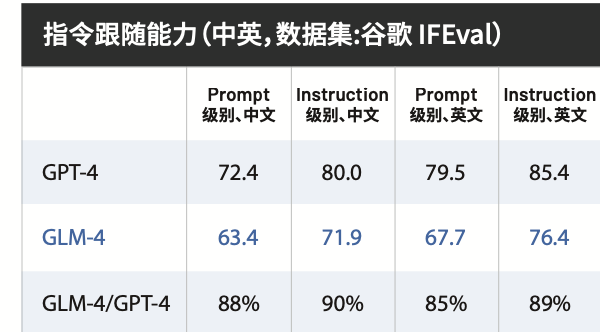 指令跟随能力(中英,数据集:谷歌 IFEval)
Prompt 级别、中文
Instruction 级别、中文
Prompt 级别、英文
Instruction 级别、英文
GPT-4 72.4 80.0 79.5 85.4
GLM-4 63.4 71.9 67.7 76.4
GLM-4/GPT-4 88% 90% 85% 89%